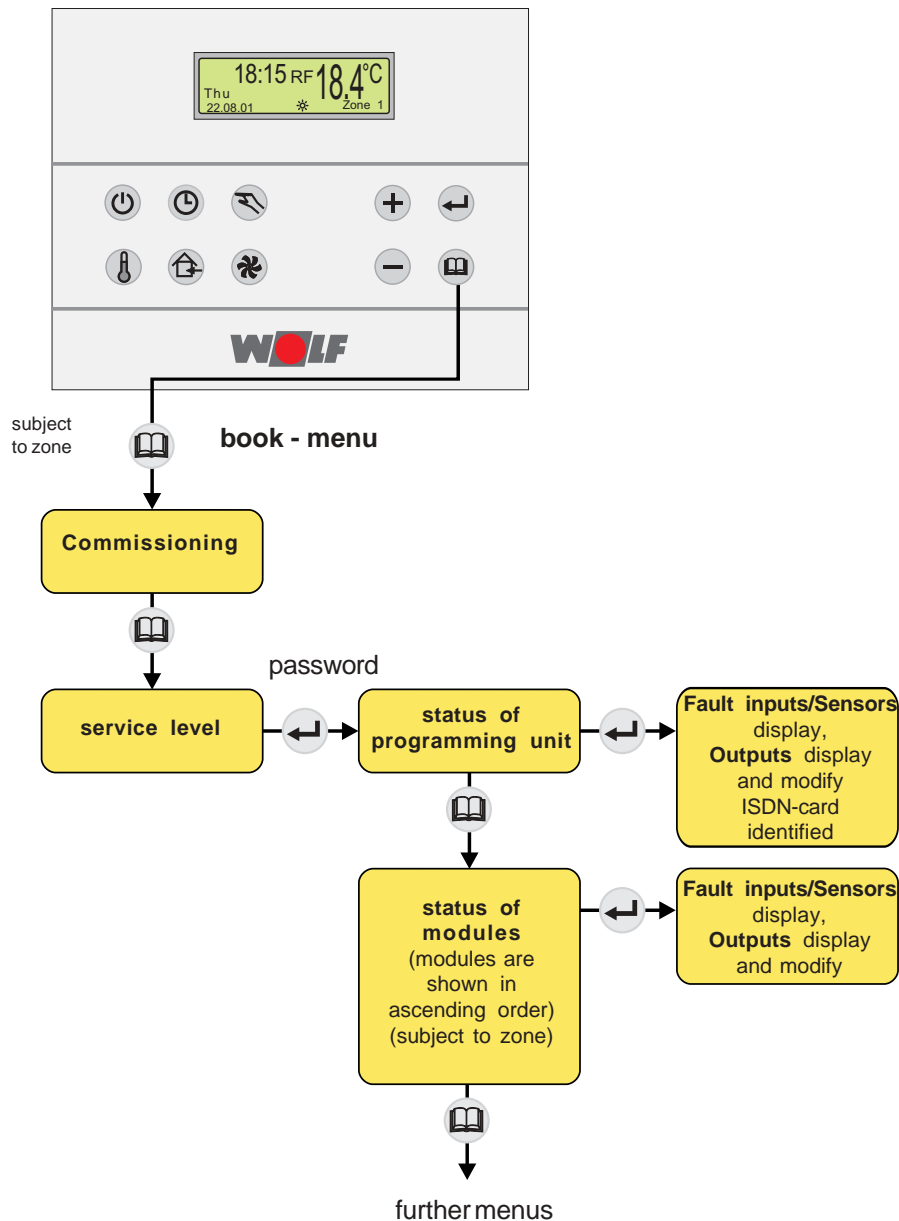 18:15 RF 18.4°C
Thu
22.08.01 Zone 1
WOLF
subject
to zone
book - menu
Commissioning
password
service level
status of
programming unit
Fault inputs/Sensors
display,
Outputs display
and modify
ISDN-card
identified
status of
modules
(modules are
shown in
ascending order)
(subject to zone)
Fault inputs/Sensors
display,
Outputs display
and modify
further menus